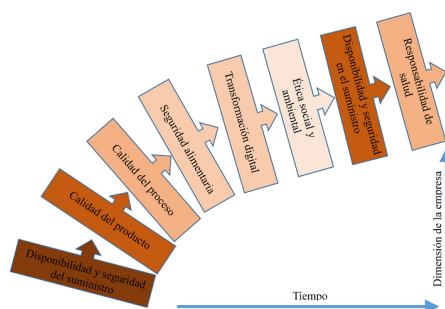 Disponibilidad y seguridad
del suministro
Calidad del producto
Calidad del proceso
Seguridad alimentaria
Transformación digital
Ética social y
ambiental
Disponibilidad y seguridad
en el suministro
Responsabilidad de
salud
Tiempo
Dimensión de la empresa